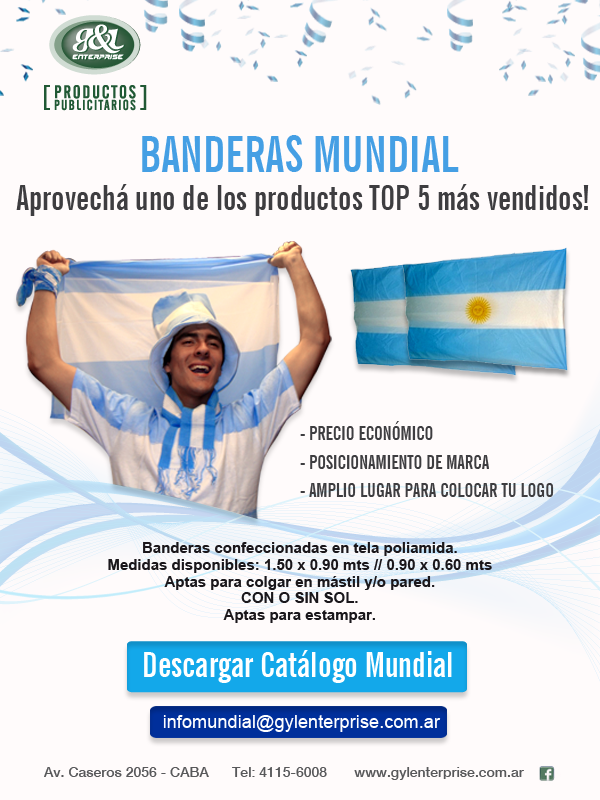 g&l
ENTERPRISE
[PRODUCTOS
PUBLICITARIOS]
BANDERAS MUNDIAL
Aprovechá uno de los productos TOP 5 más vendidos!
- PRECIO ECONÓMICO
- POSICIONAMIENTO DE MARCA
- AMPLIO LUGAR PARA COLOCAR TU LOGO
Banderas confeccionadas en tela poliamida.
Medidas disponibles: 1.50 x 0.90 mts // 0.90 x 0.60 mts
Aptas para colgar en mástil y/o pared.
CON O SIN SOL.
Aptas para estampar.
Descargar Catálogo Mundial
infomundial@gylenterprise.com.ar
Av. Caseros 2056 - CABA Tel: 4115-6008 www.gylenterprise.com.ar f